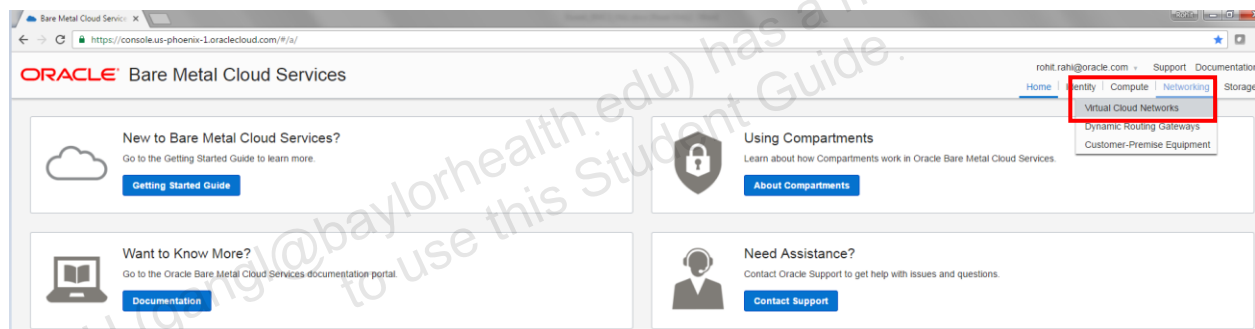 Bare Metal Cloud Service
https://console.us-phoenix-1.oraclecloud.com/#/a/
ORACLE Bare Metal Cloud Services
rohit.rahi@oracle.com Support Documentation
Home Identity Compute Networking Storage
Virtual Cloud Networks
Dynamic Routing Gateways
Customer-Premise Equipment
New to Bare Metal Cloud Services?
Go to the Getting Started Guide to learn more.
Getting Started Guide
Using Compartments
Learn about how Compartments work in Oracle Bare Metal Cloud Services.
About Compartments
Want to Know More?
Go to the Oracle Bare Metal Cloud Services documentation portal.
Documentation
Need Assistance?
Contact Oracle Support to get help with issues and questions.
Contact Support
@baylorhealth.edu) has a
to use this Student Guide.